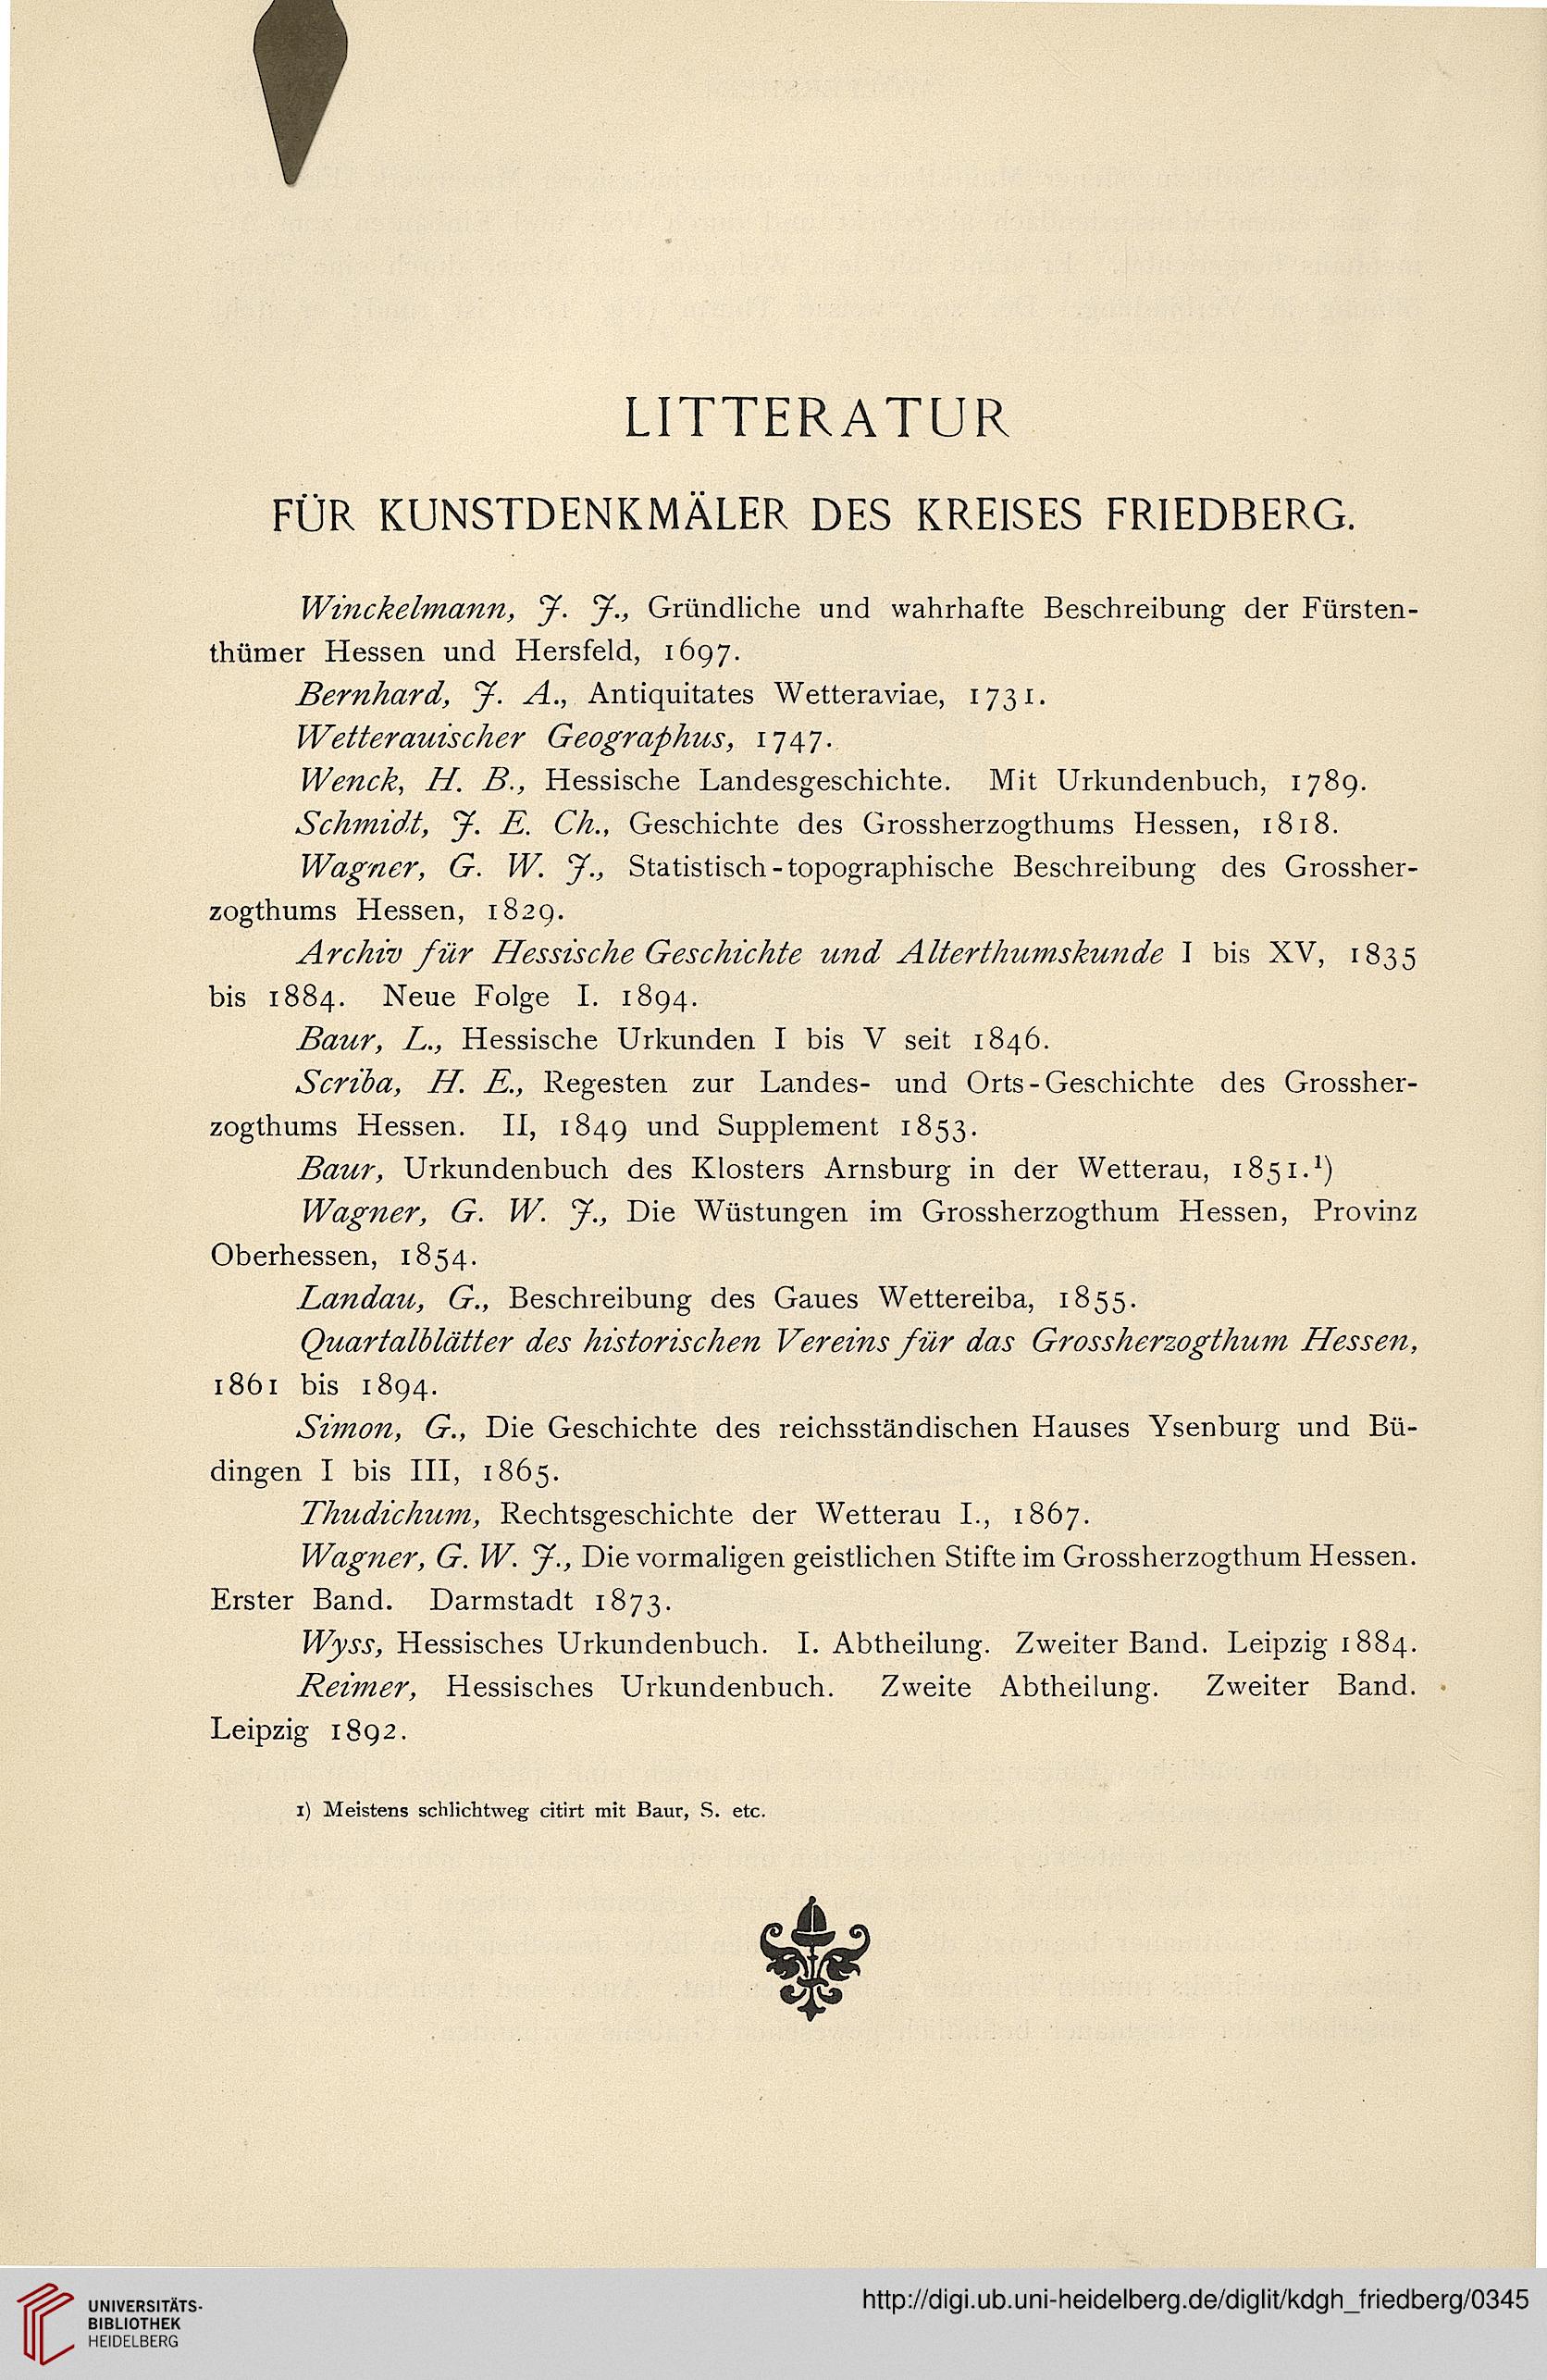 LITTERATUR
FÜR KUNSTDENKMÄLER DES KREISES FRIEDBERG.
Winckelmann, J. J., Gründliche und wahrhafte Beschreibung der Fürsten-
thümer Hessen und Hersfeld, 1697.
Bernhard, J. A., Antiquitates Wetteraviae, 1731.
Wetterauischer Geographus, 1747.
Wenck, H. B., Hessische Landesgeschichte. Mit Urkundenbuch, 1789.
Schmidt, J. E. Ch., Geschichte des Grossherzogthums Hessen, 1818.
Wagner, G. W. J., Statistisch-topographische Beschreibung des Grossher-
zogthums Hessen, 1829.
Archiv für Hessische Geschichte und Alterthumskunde I bis XV, 1835
bis 1884. Neue Folge I. 1894.
Baur, L., Hessische Urkunden I bis V seit 1846.
Scriba, H. E., Regesten zur Landes- und Orts-Geschichte des Grossher-
zogthums Hessen. II, 1849 und Supplement 1853.
Baur, Urkundenbuch des Klosters Arnsburg in der Wetterau, 1851.¹)
Wagner, G. W. J., Die Wüstungen im Grossherzogthum Hessen, Provinz
Oberhessen, 1854.
Landau, G., Beschreibung des Gaues Wettereiba, 1855.
Quartalblätter des historischen Vereins für das Grossherzogthum Hessen,
1861 bis 1894.
Simon, G., Die Geschichte des reichsständischen Hauses Ysenburg und Bü-
dingen I bis III, 1865.
Thudichum, Rechtsgeschichte der Wetterau I., 1867.
Wagner, G. W. J., Die vormaligen geistlichen Stifte im Grossherzogthum Hessen.
Erster Band. Darmstadt 1873.
Wyss, Hessisches Urkundenbuch. I. Abtheilung. Zweiter Band. Leipzig 1884.
Reimer, Hessisches Urkundenbuch. Zweite Abtheilung. Zweiter Band.
Leipzig 1892.
1) Meistens schlichtweg citirt mit Baur, S. etc.
UNIVERSITÄTS-
BIBLIOTHEK
HEIDELBERG
http://digi.ub.uni-heidelberg.de/diglit/kdgh_friedberg/0345